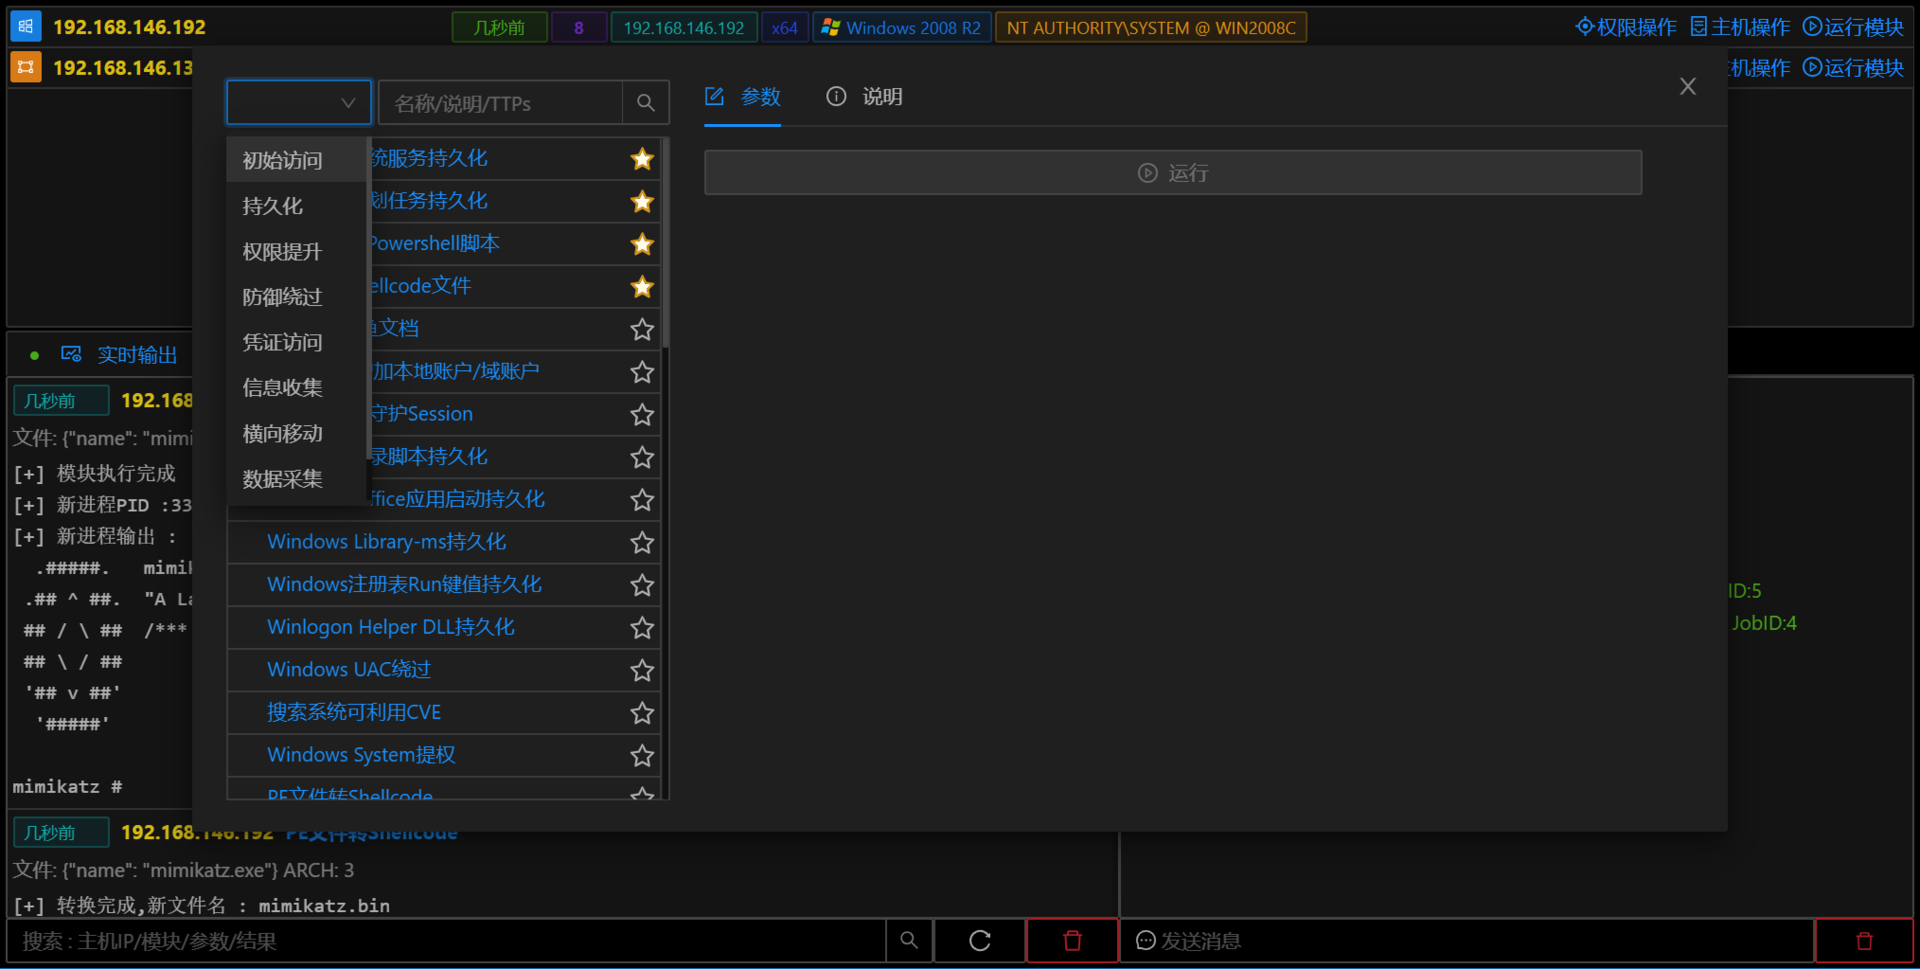 192.168.146.192 几秒前 8 192.168.146.192 x64 Windows 2008 R2 NT AUTHORITY\SYSTEM @ WIN2008C 权限操作 主机操作 运行模块
192.168.146.13 机操作 运行模块
名称/说明/TTPs
参数 说明
运行
初始访问
持久化
权限提升
防御绕过
凭证访问
信息收集
横向移动
数据采集
统服务持久化
划任务持久化
Powershell脚本
ellcode文件
文档
加本地账户/域账户
守护Session
录脚本持久化
ffice应用启动持久化
Windows Library-ms持久化
Windows注册表Run键值持久化
Winlogon Helper DLL持久化
Windows UAC绕过
搜索系统可利用CVE
Windows System提权
PE文件转Shellcode
实时输出
几秒前 192.168
文件: {"name": "mimi
[+] 模块执行完成
[+] 新进程PID :33
[+] 新进程输出 :
.#####. mimik
.## ^ ##. "A La
## / \ ## /***
## \ / ##
'## v ##'
'#####'
mimikatz #
几秒前 192.168.146.192 PE文件转Shellcode
文件: {"name": "mimikatz.exe"} ARCH: 3
[+] 转换完成,新文件名 : mimikatz.bin
搜索 : 主机IP/模块/参数/结果
ID:5
JobID:4
发送消息